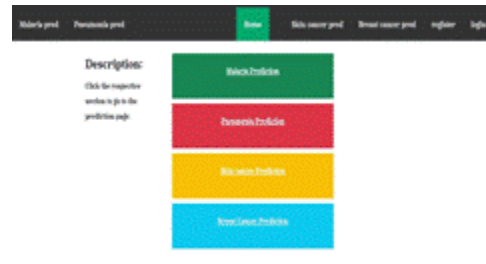 Malaria pred Pneumonia pred Home Skin cancer pred Breast cancer pred register login
Description:
Click the respective
section to go to the
prediction page
Malaria Prediction
Pneumonia Prediction
Skin cancer Prediction
Breast Cancer Prediction